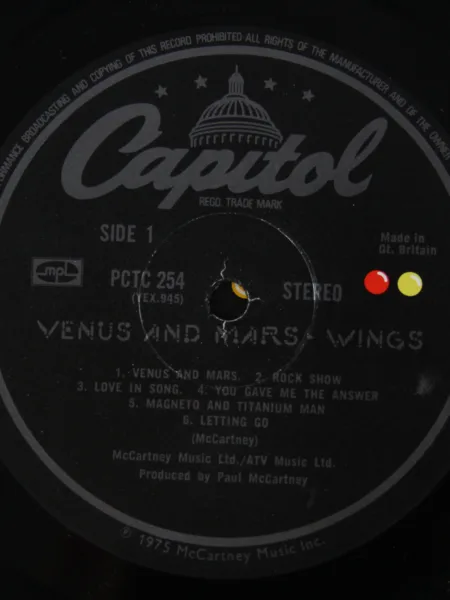 FORMANCE BROADCASTING AND COPYING OF THIS RECORD PROHIBITED ALL RIGHTS OF THE MANUFACTURER AND OF THE OWNER
Capitol
REGD. TRADE MARK
SIDE 1
Made in
Gt. Britain
mpl
PCTC 254
STEREO
(YEX.945)
VENUS AND MARS • WINGS
1. VENUS AND MARS. 2. ROCK SHOW
3. LOVE IN SONG. 4. YOU GAVE ME THE ANSWER
5. MAGNETO AND TITANIUM MAN
6. LETTING GO
(McCartney)
McCartney Music Ltd./ATV Music Ltd.
Produced by Paul McCartney
℗ 1975 McCartney Music Inc.